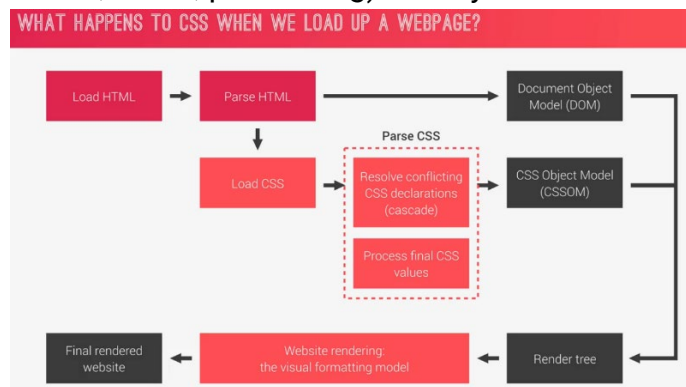 WHAT HAPPENS TO CSS WHEN WE LOAD UP A WEBPAGE?
Load HTML
Parse HTML
Document Object
Model (DOM)
Parse CSS
Load CSS
Resolve conflicting
CSS declarations
(cascade)
CSS Object Model
(CSSOM)
Process final CSS
values
Final rendered
website
Website rendering:
the visual formatting model
Render tree